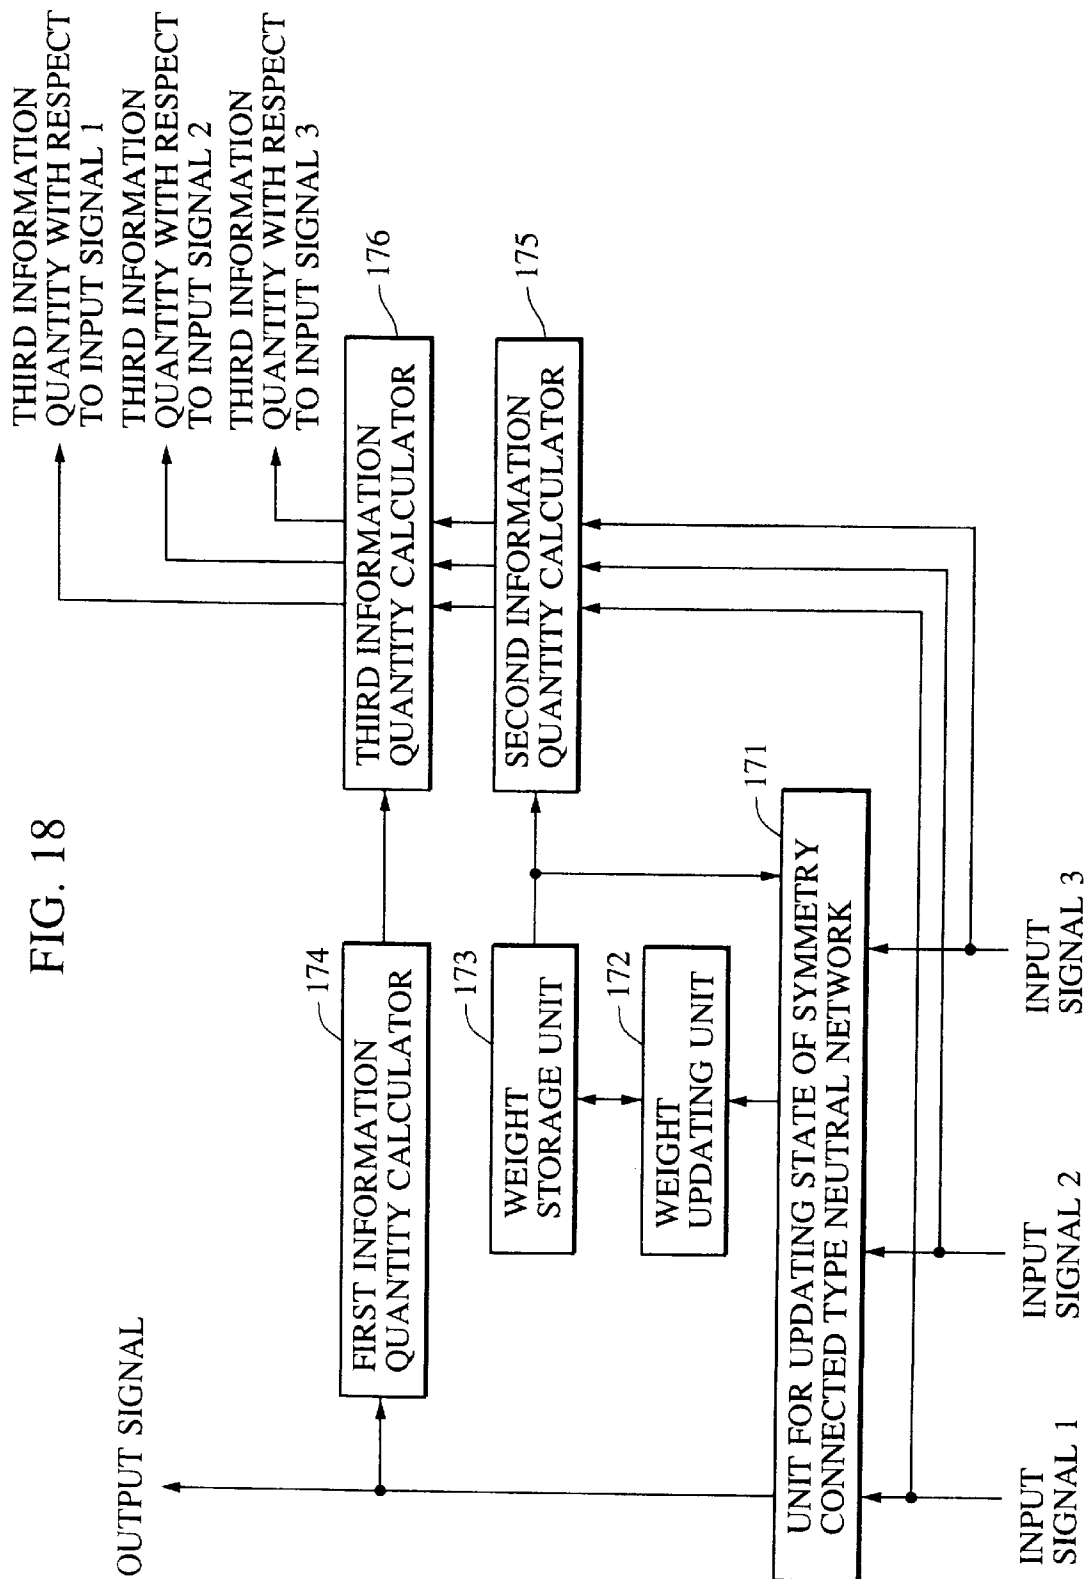 FIG. 18
OUTPUT SIGNAL
THIRD INFORMATION
QUANTITY WITH RESPECT
TO INPUT SIGNAL 1
THIRD INFORMATION
QUANTITY WITH RESPECT
TO INPUT SIGNAL 2
THIRD INFORMATION
QUANTITY WITH RESPECT
TO INPUT SIGNAL 3
174
FIRST INFORMATION
QUANTITY CALCULATOR
176
THIRD INFORMATION
QUANTITY CALCULATOR
173
WEIGHT
STORAGE UNIT
175
SECOND INFORMATION
QUANTITY CALCULATOR
172
WEIGHT
UPDATING UNIT
171
UNIT FOR UPDATING STATE OF SYMMETRY
CONNECTED TYPE NEUTRAL NETWORK
INPUT
SIGNAL 1
INPUT
SIGNAL 2
INPUT
SIGNAL 3